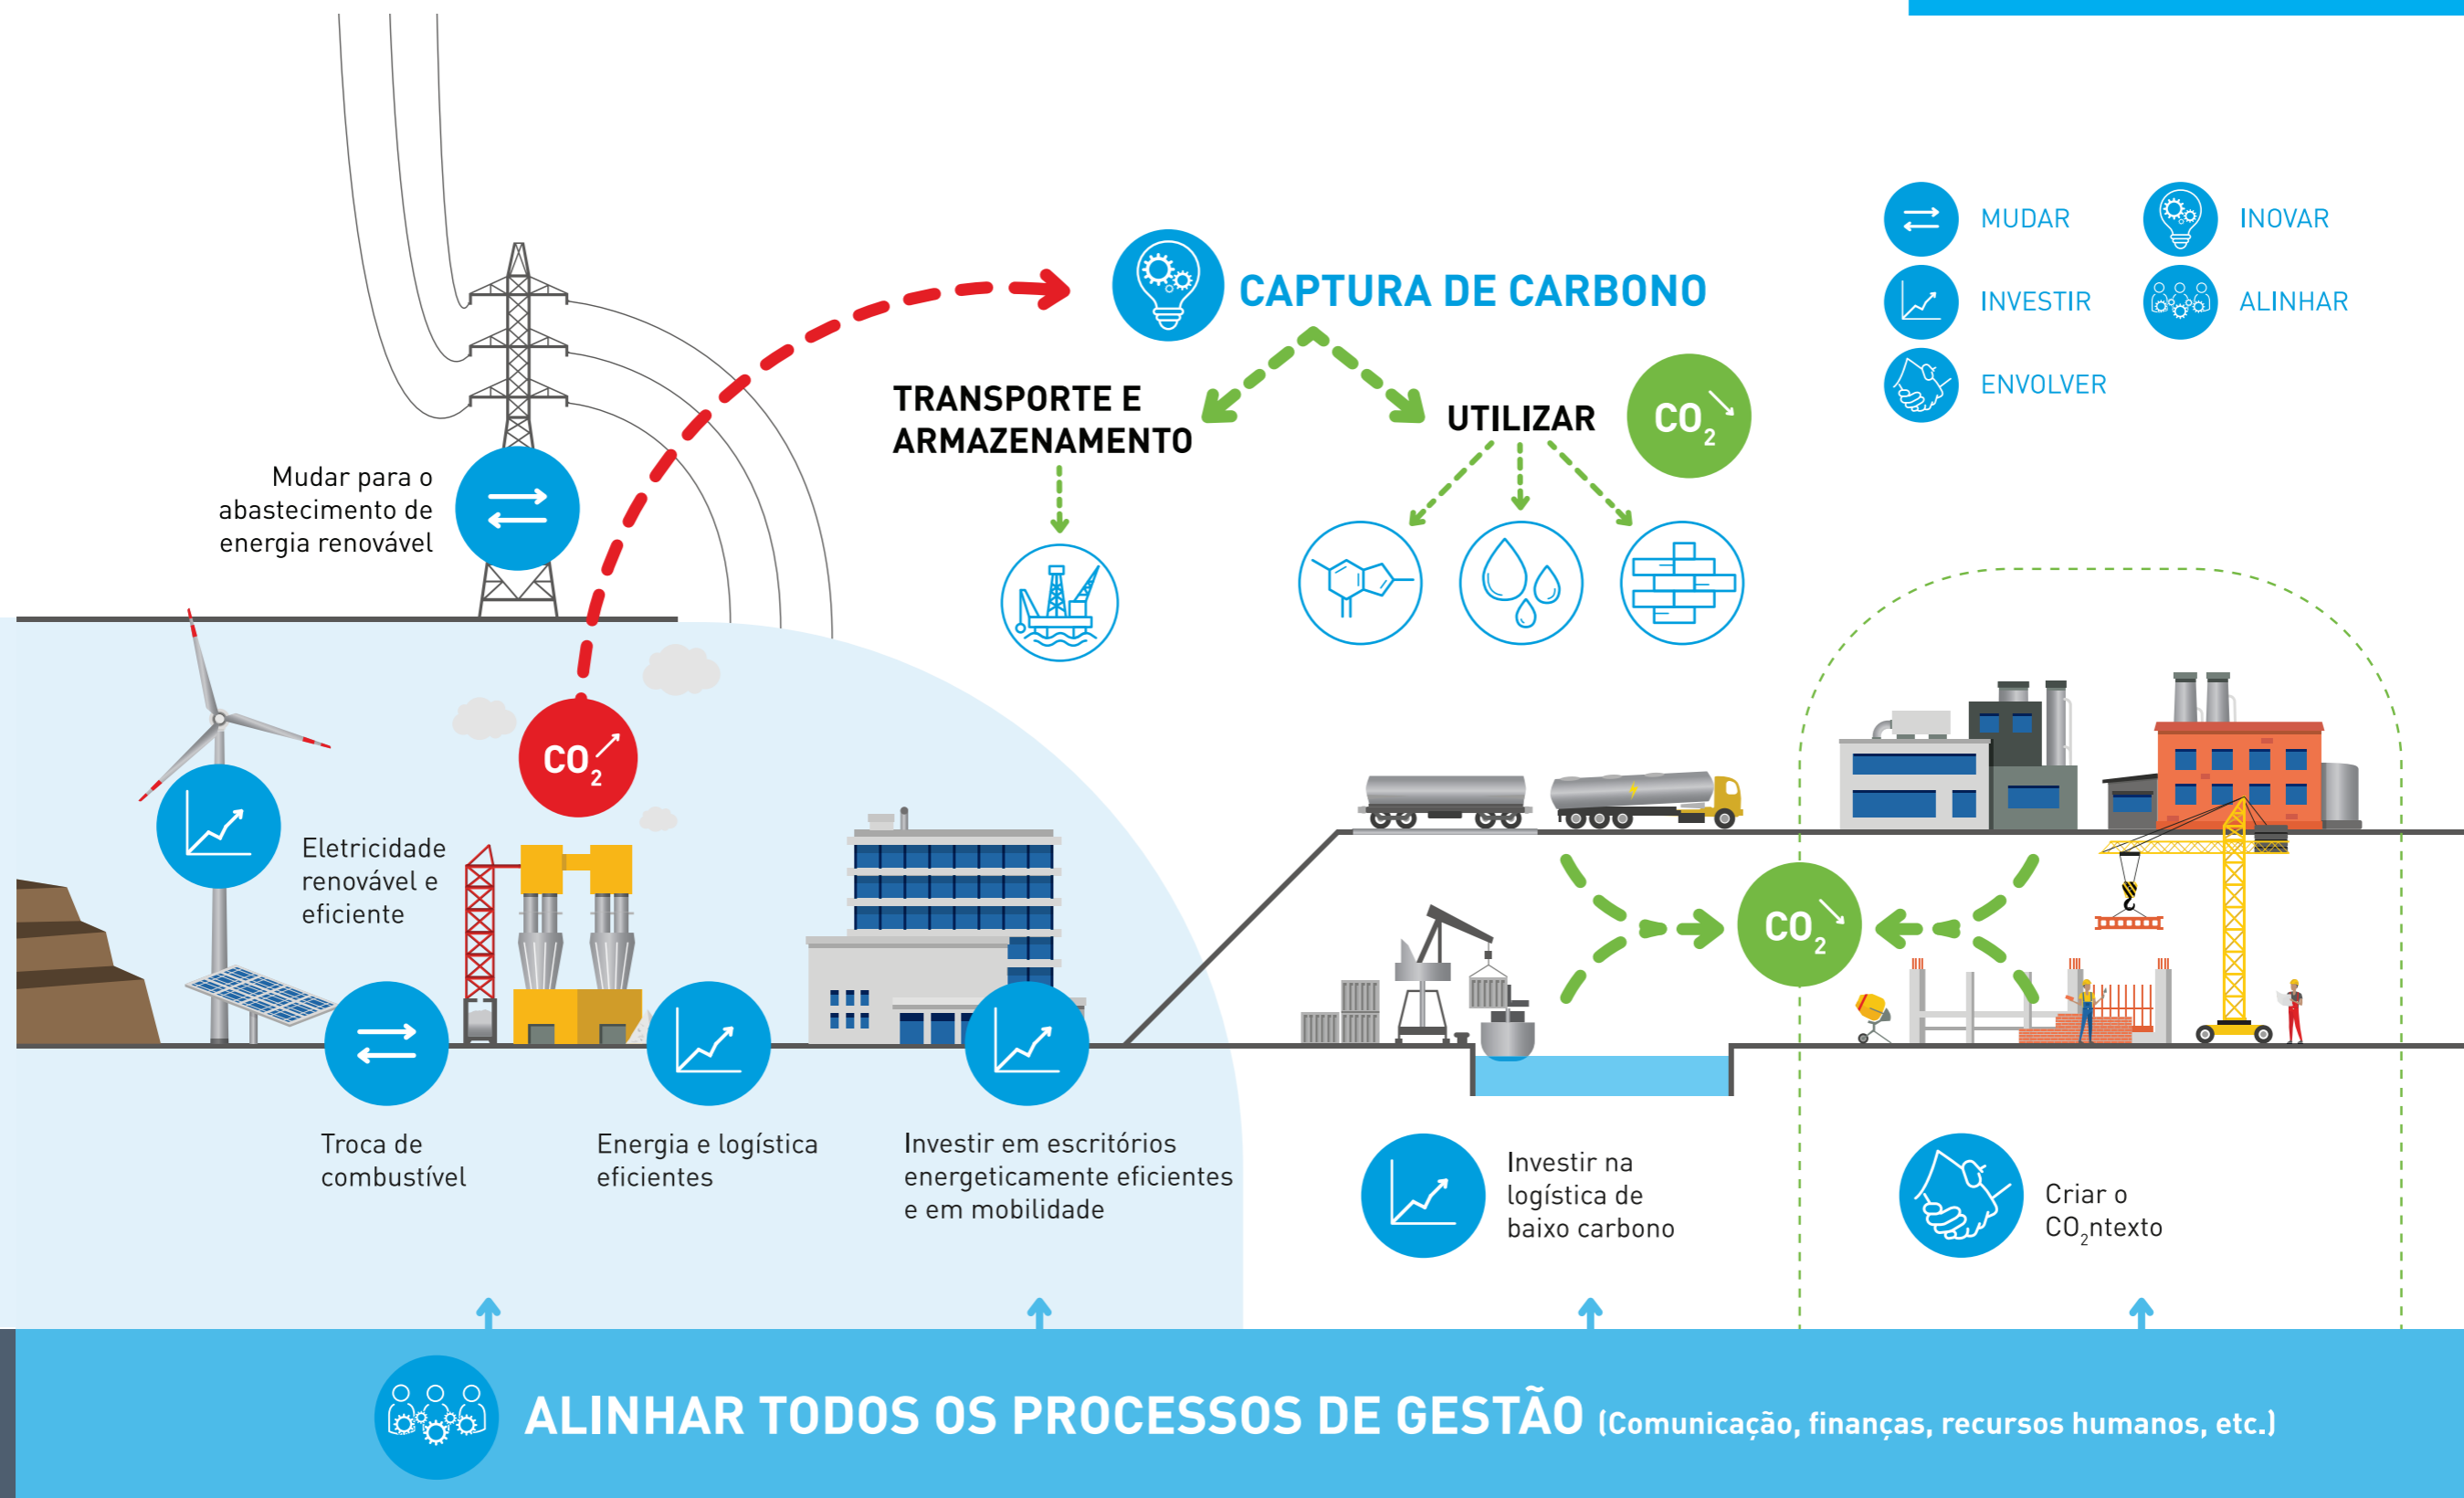 MUDAR
INOVAR
INVESTIR
ALINHAR
ENVOLVER
CAPTURA DE CARBONO
TRANSPORTE E
ARMAZENAMENTO
UTILIZAR
CO2
Mudar para o
abastecimento de
energia renovável
CO2
Eletricidade
renovável e
eficiente
CO2
Troca de
combustível
Energia e logística
eficientes
Investir em escritórios
energeticamente eficientes
e em mobilidade
Investir na
logística de
baixo carbono
Criar o
CO2ntexto
ALINHAR TODOS OS PROCESSOS DE GESTÃO (Comunicação, finanças, recursos humanos, etc.)